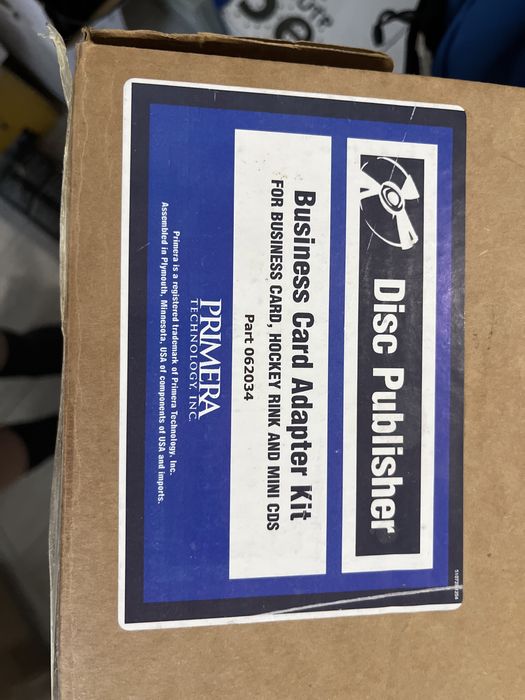 Disc Publisher
Business Card Adapter Kit
FOR BUSINESS CARD, HOCKEY RINK AND MINI CDS
Part 062034
PRIMERA
TECHNOLOGY, INC.
Primera is a registered trademark of Primera Technology, Inc.
Assembled in Plymouth, Minnesota, USA of components of USA and imports.